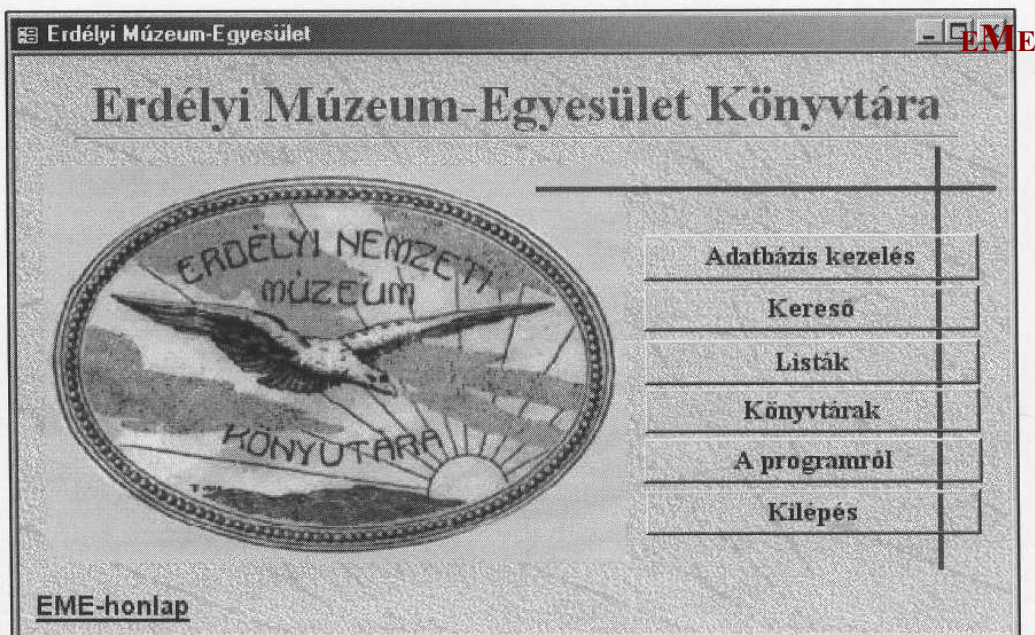 Erdélyi Múzeum-Egyesület
EME
Erdélyi Múzeum-Egyesület Könyvtára
ERDÉLYI NEMZETI
MÚZEUM
KÖNYVTÁRA
Adatbázis kezelés
Kereső
Listák
Könyvtárak
A programról
Kilépés
EME-honlap